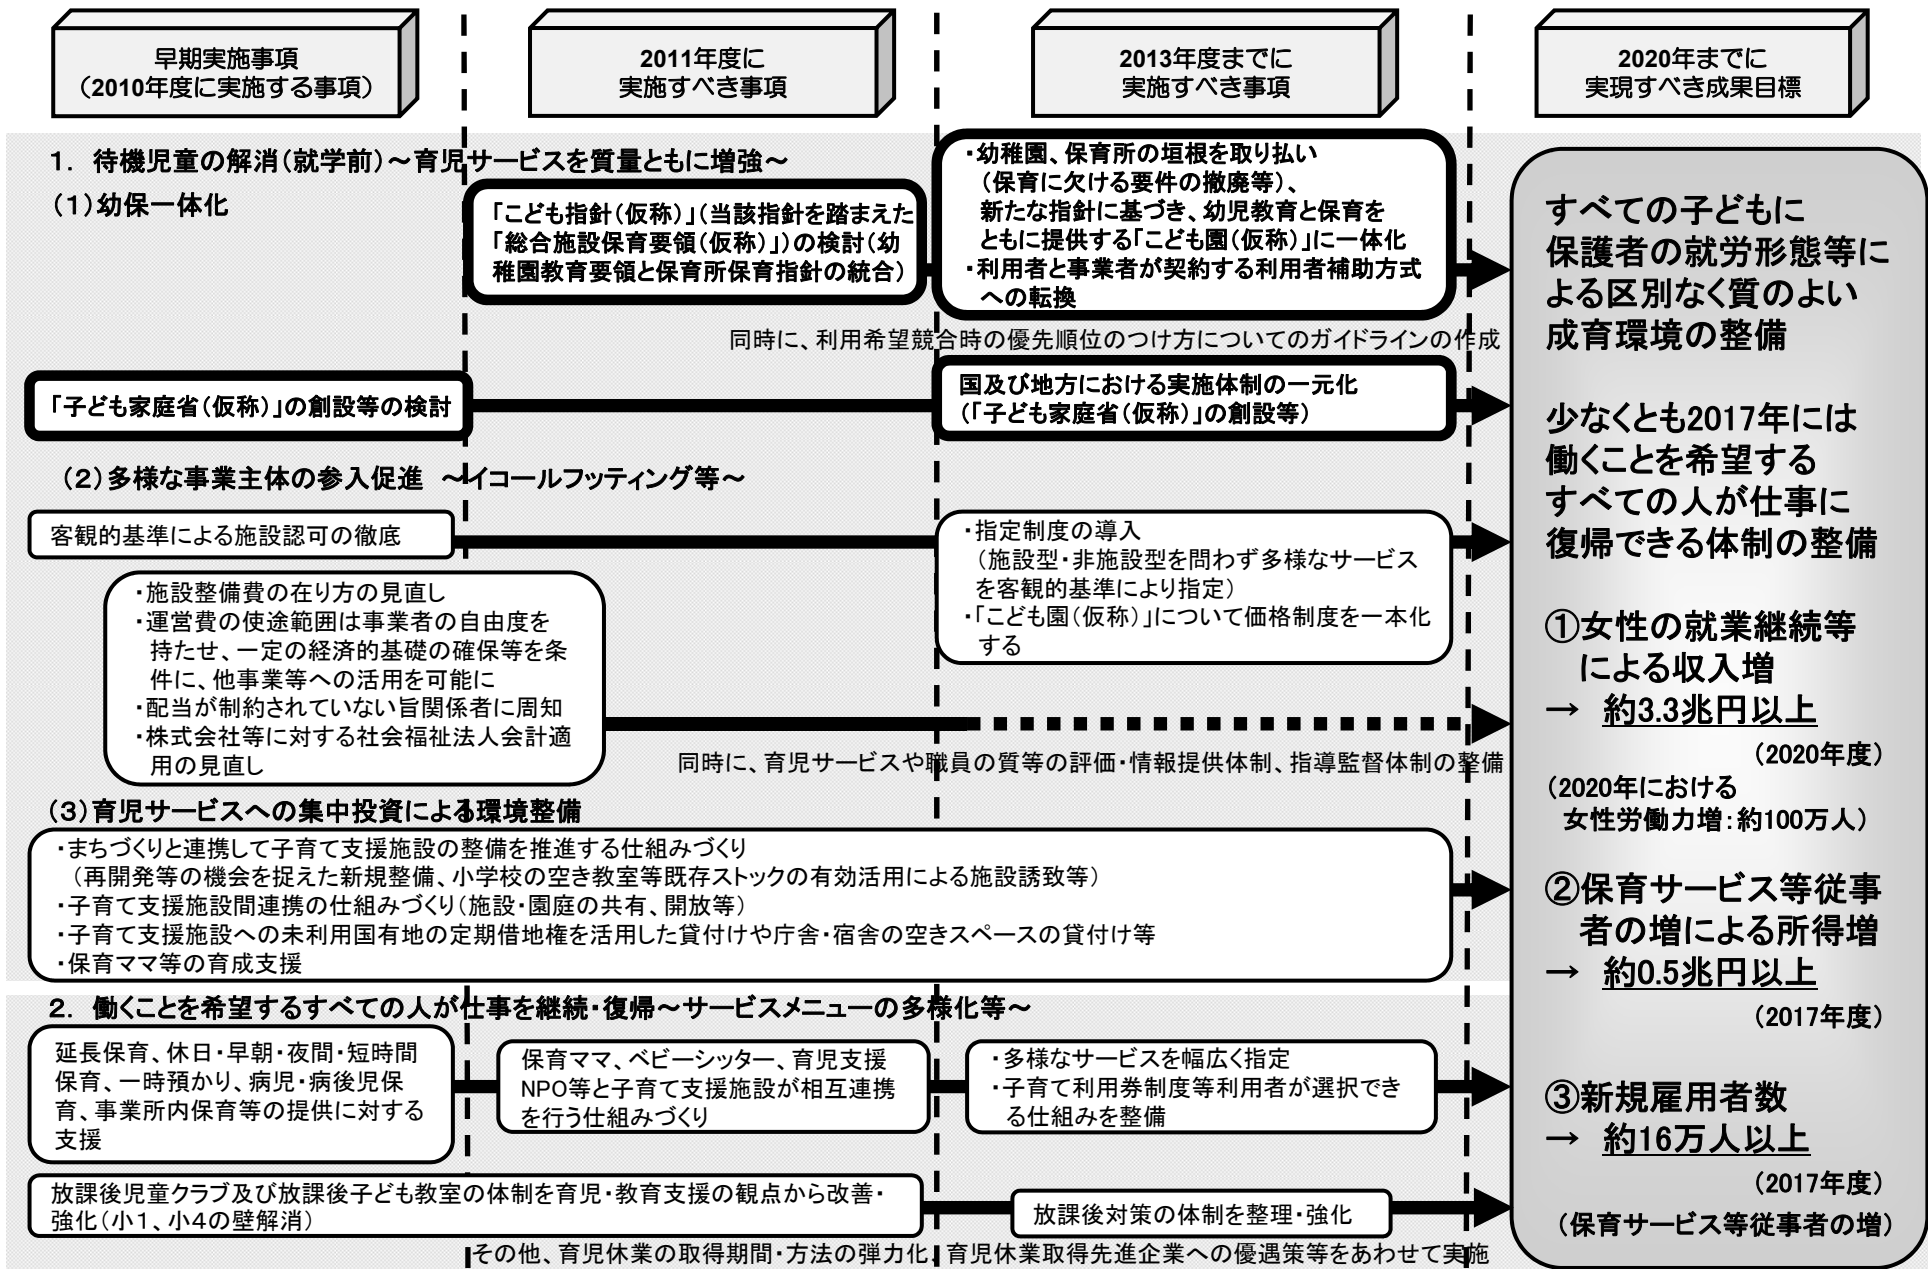 早期実施事項
(2010年度に実施する事項)
2011年度に
実施すべき事項
2013年度までに
実施すべき事項
2020年までに
実現すべき成果目標
1. 待機児童の解消(就学前)～育児サービスを質量ともに増強～
(1)幼保一体化
「こども指針(仮称)」(当該指針を踏まえた
「総合施設保育要領(仮称)」)の検討(幼
稚園教育要領と保育所保育指針の統合)
・幼稚園、保育所の垣根を取り払い
(保育に欠ける要件の撤廃等)、
新たな指針に基づき、幼児教育と保育を
ともに提供する「こども園(仮称)」に一体化
・利用者と事業者が契約する利用者補助方式
への転換
同時に、利用希望競合時の優先順位のつけ方についてのガイドラインの作成
「子ども家庭省(仮称)」の創設等の検討
国及び地方における実施体制の一元化
(「子ども家庭省(仮称)」の創設等)
(2)多様な事業主体の参入促進 ～イコールフッティング等～
客観的基準による施設認可の徹底
・指定制度の導入
(施設型・非施設型を問わず多様なサービス
を客観的基準により指定)
・「こども園(仮称)」について価格制度を一本化
する
・施設整備費の在り方の見直し
・運営費の使途範囲は事業者の自由度を
持たせ、一定の経済的基礎の確保等を条
件に、他事業等への活用を可能に
・配当が制約されていない旨関係者に周知
・株式会社等に対する社会福祉法人会計適
用の見直し
同時に、育児サービスや職員の質等の評価・情報提供体制、指導監督体制の整備
(3)育児サービスへの集中投資による環境整備
・まちづくりと連携して子育て支援施設の整備を推進する仕組みづくり
(再開発等の機会を捉えた新規整備、小学校の空き教室等既存ストックの有効活用による施設誘致等)
・子育て支援施設間連携の仕組みづくり(施設・園庭の共有、開放等)
・子育て支援施設への未利用国有地の定期借地権を活用した貸付けや庁舎・宿舎の空きスペースの貸付け等
・保育ママ等の育成支援
2. 働くことを希望するすべての人が仕事を継続・復帰～サービスメニューの多様化等～
延長保育、休日・早朝・夜間・短時間
保育、一時預かり、病児・病後児保
育、事業所内保育等の提供に対する
支援
保育ママ、ベビーシッター、育児支援
NPO等と子育て支援施設が相互連携
を行う仕組みづくり
・多様なサービスを幅広く指定
・子育て利用券制度等利用者が選択でき
る仕組みを整備
放課後児童クラブ及び放課後子ども教室の体制を育児・教育支援の観点から改善・
強化(小1、小4の壁解消)
放課後対策の体制を整理・強化
その他、育児休業の取得期間・方法の弾力化、育児休業取得先進企業への優遇策等をあわせて実施
すべての子どもに
保護者の就労形態等に
よる区別なく質のよい
成育環境の整備
少なくとも2017年には
働くことを希望する
すべての人が仕事に
復帰できる体制の整備
①女性の就業継続等
による収入増
→ 約3.3兆円以上
(2020年度)
(2020年における
女性労働力増:約100万人)
②保育サービス等従事
者の増による所得増
→ 約0.5兆円以上
(2017年度)
③新規雇用者数
→ 約16万人以上
(2017年度)
(保育サービス等従事者の増)